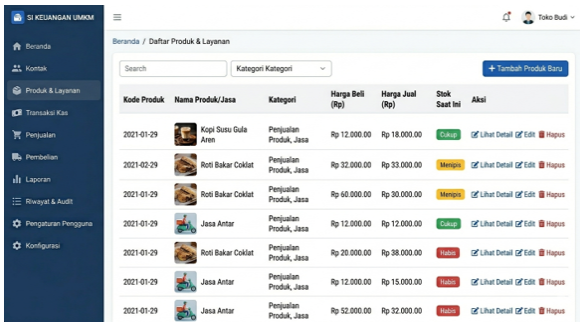 SI KEUANGAN UMKM
Toko Budi
Beranda
Kontak
Produk & Layanan
Transaksi Kas
Penjualan
Pembelian
Laporan
Riwayat & Audit
Pengaturan Pengguna
Konfigurasi
Beranda / Daftar Produk & Layanan
Search
Kategori Kategori
+ Tambah Produk Baru
Kode Produk Nama Produk/Jasa Kategori Harga Beli (Rp) Harga Jual (Rp) Stok Saat Ini Aksi
2021-01-29 Kopi Susu Gula Aren Penjualan Produk, Jasa Rp 12.000.00 Rp 18.000.00 Cukup Lihat Detail Edit Hapus
2021-02-29 Roti Bakar Coklat Penjualan Produk, Jasa Rp 32.000.00 Rp 33.000.00 Menipis Lihat Detail Edit Hapus
2021-01-29 Roti Bakar Coklat Penjualan Produk, Jasa Rp 60.000.00 Rp 30.000.00 Menipis Lihat Detail Edit Hapus
2021-01-29 Jasa Antar Penjualan Produk, Jasa Rp 12.000.00 Rp 12.000.00 Cukup Lihat Detail Edit Hapus
2021-01-29 Roti Bakar Coklat Penjualan Produk, Jasa Rp 20.000.00 Rp 38.000.00 Habis Lihat Detail Edit Hapus
2021-01-29 Jasa Antar Penjualan Produk, Jasa Rp 12.000.00 Rp 15.000.00 Habis Lihat Detail Edit Hapus
2021-01-29 Jasa Antar Penjualan Produk, Jasa Rp 52.000.00 Rp 32.000.00 Habis Lihat Detail Edit Hapus